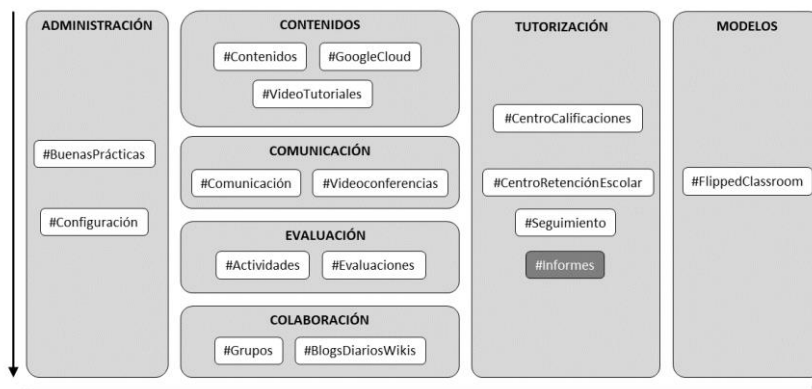 ADMINISTRACIÓN
#BuenasPrácticas
#Configuración
CONTENIDOS
#Contenidos #GoogleCloud
#VideoTutoriales
COMUNICACIÓN
#Comunicación #Videoconferencias
EVALUACIÓN
#Actividades #Evaluaciones
COLABORACIÓN
#Grupos #BlogsDiariosWikis
TUTORIZACIÓN
#CentroCalificaciones
#CentroRetenciónEscolar
#Seguimiento
#Informes
MODELOS
#FlippedClassroom